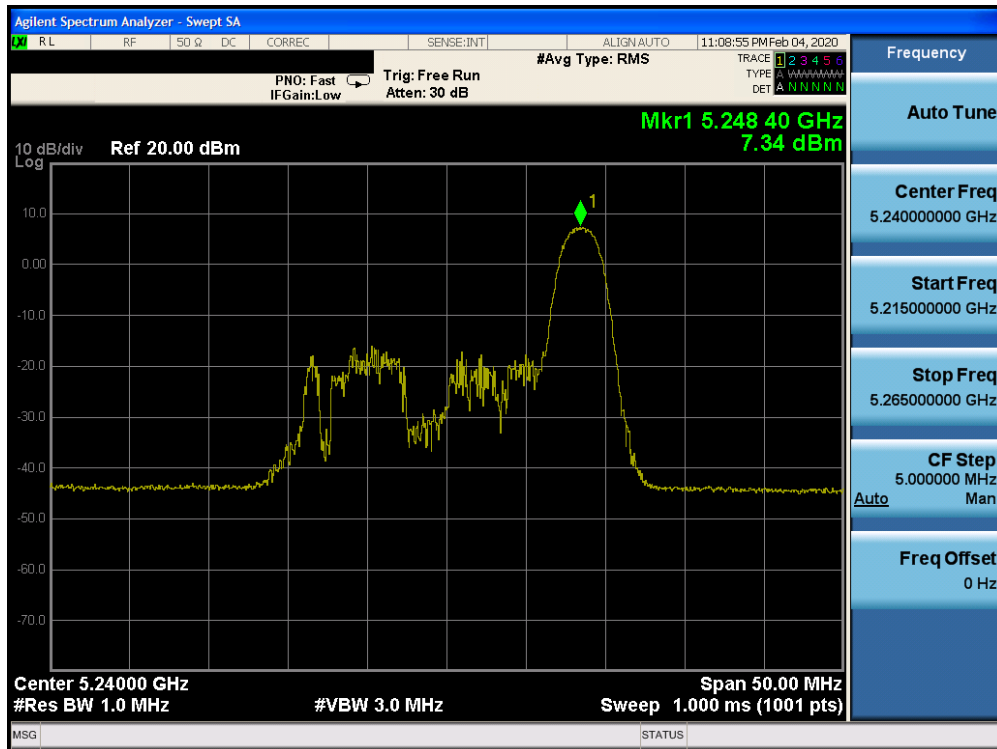 Agilent Spectrum Analyzer - Swept SA
LXI RL RF 50 Ω DC CORREC SENSE:INT ALIGN AUTO 11:08:55 PM Feb 04, 2020
PNO: Fast
IFGain:Low
Trig: Free Run
Atten: 30 dB
#Avg Type: RMS
TRACE 1 2 3 4 5 6
TYPE A WWWWWW
DET A N N N N N
Mkr1 5.248 40 GHz
7.34 dBm
10 dB/div Ref 20.00 dBm
Log
10.0
0.00
-10.0
-20.0
-30.0
-40.0
-50.0
-60.0
-70.0
1
Center 5.24000 GHz Span 50.00 MHz
#Res BW 1.0 MHz #VBW 3.0 MHz Sweep 1.000 ms (1001 pts)
MSG STATUS
Frequency
Auto Tune
Center Freq
5.240000000 GHz
Start Freq
5.215000000 GHz
Stop Freq
5.265000000 GHz
CF Step
5.000000 MHz
Auto Man
Freq Offset
0 Hz